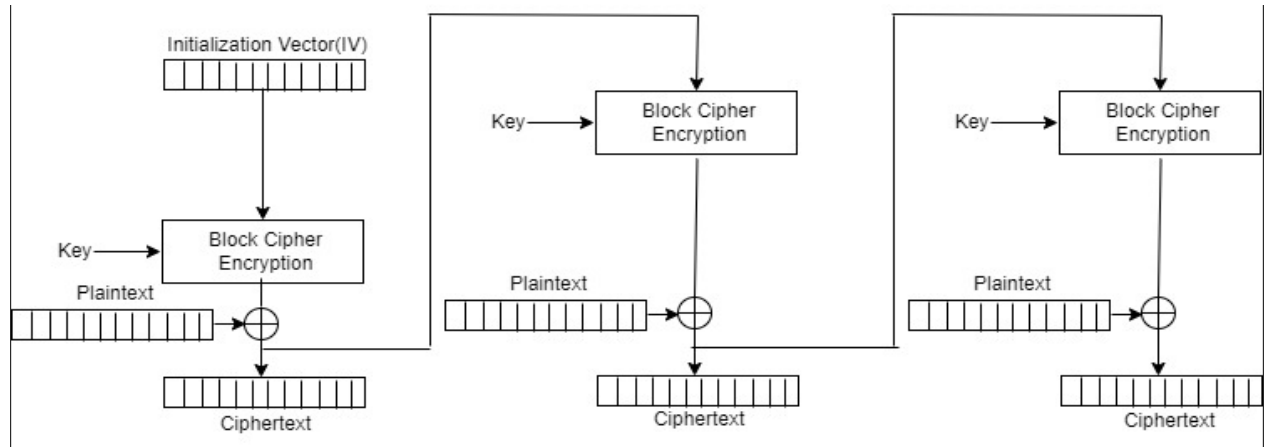 Initialization Vector(IV)
Key
Block Cipher
Encryption
Plaintext
Ciphertext
Key
Block Cipher
Encryption
Plaintext
Ciphertext
Key
Block Cipher
Encryption
Plaintext
Ciphertext